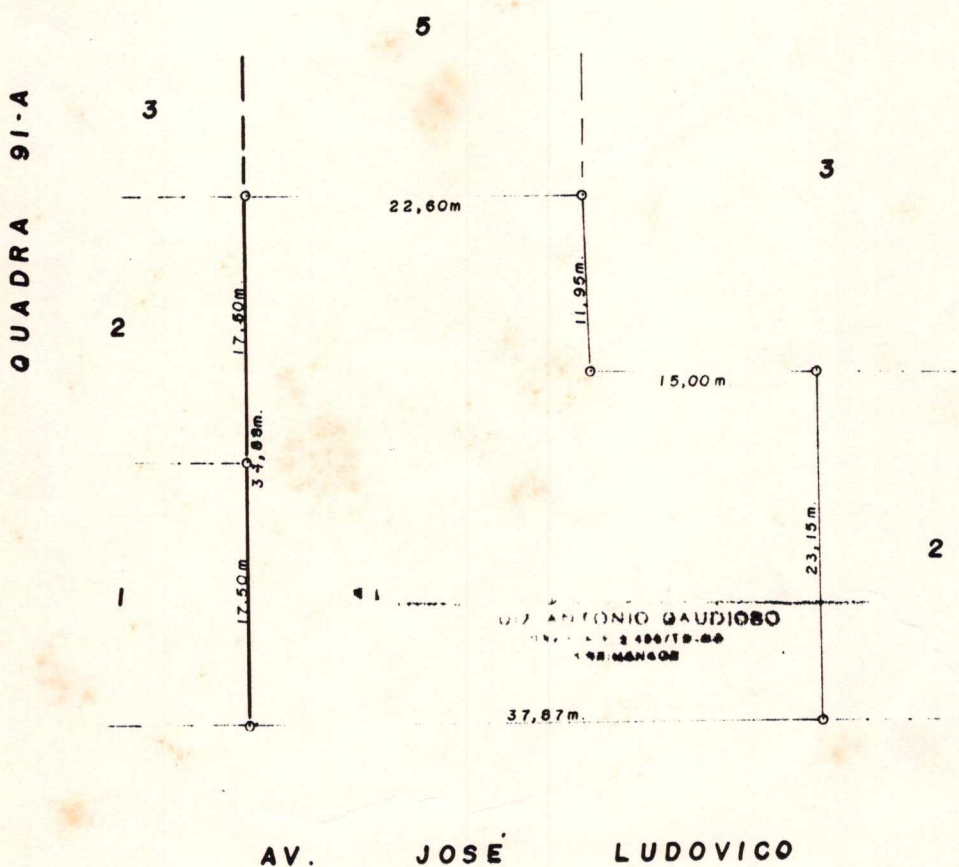 5
QUADRA 91-A
3
3
22,60m
17,50m.
11,95m.
2
15,00m.
34,88m.
23,15m.
2
1
17,50m
ANTONIO GAUDIOSO
37,87m.
AV. JOSÉ LUDOVICO